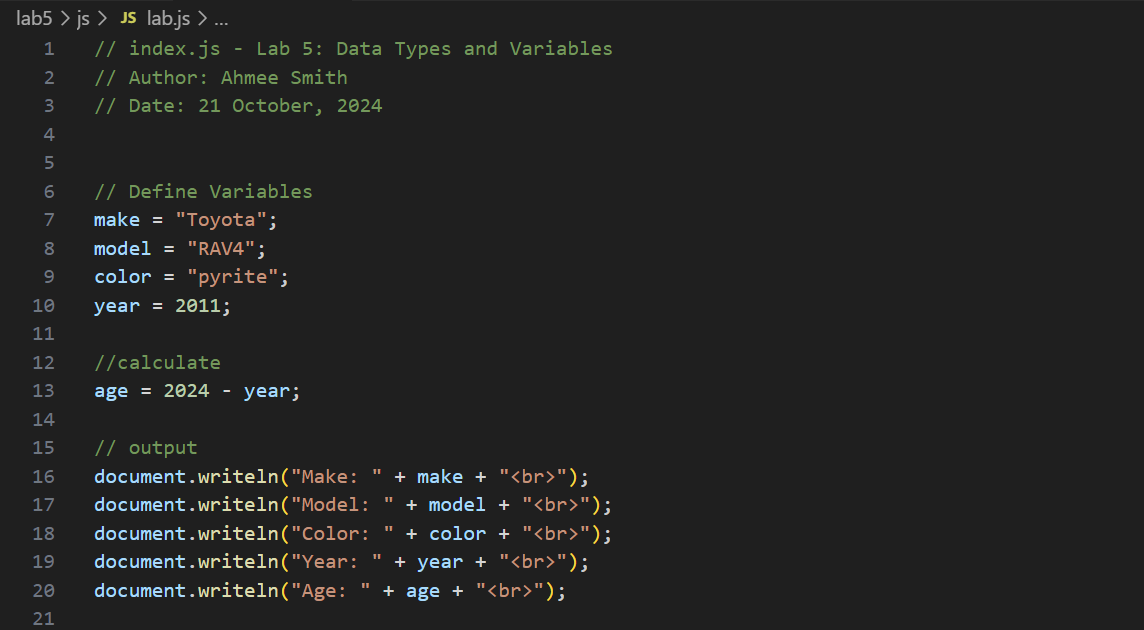 lab5 > js > JS lab.js > ...
1 // index.js - Lab 5: Data Types and Variables
2 // Author: Ahmee Smith
3 // Date: 21 October, 2024
4
5
6 // Define Variables
7 make = "Toyota";
8 model = "RAV4";
9 color = "pyrite";
10 year = 2011;
11
12 //calculate
13 age = 2024 - year;
14
15 // output
16 document.writeln("Make: " + make + "<br>");
17 document.writeln("Model: " + model + "<br>");
18 document.writeln("Color: " + color + "<br>");
19 document.writeln("Year: " + year + "<br>");
20 document.writeln("Age: " + age + "<br>");
21